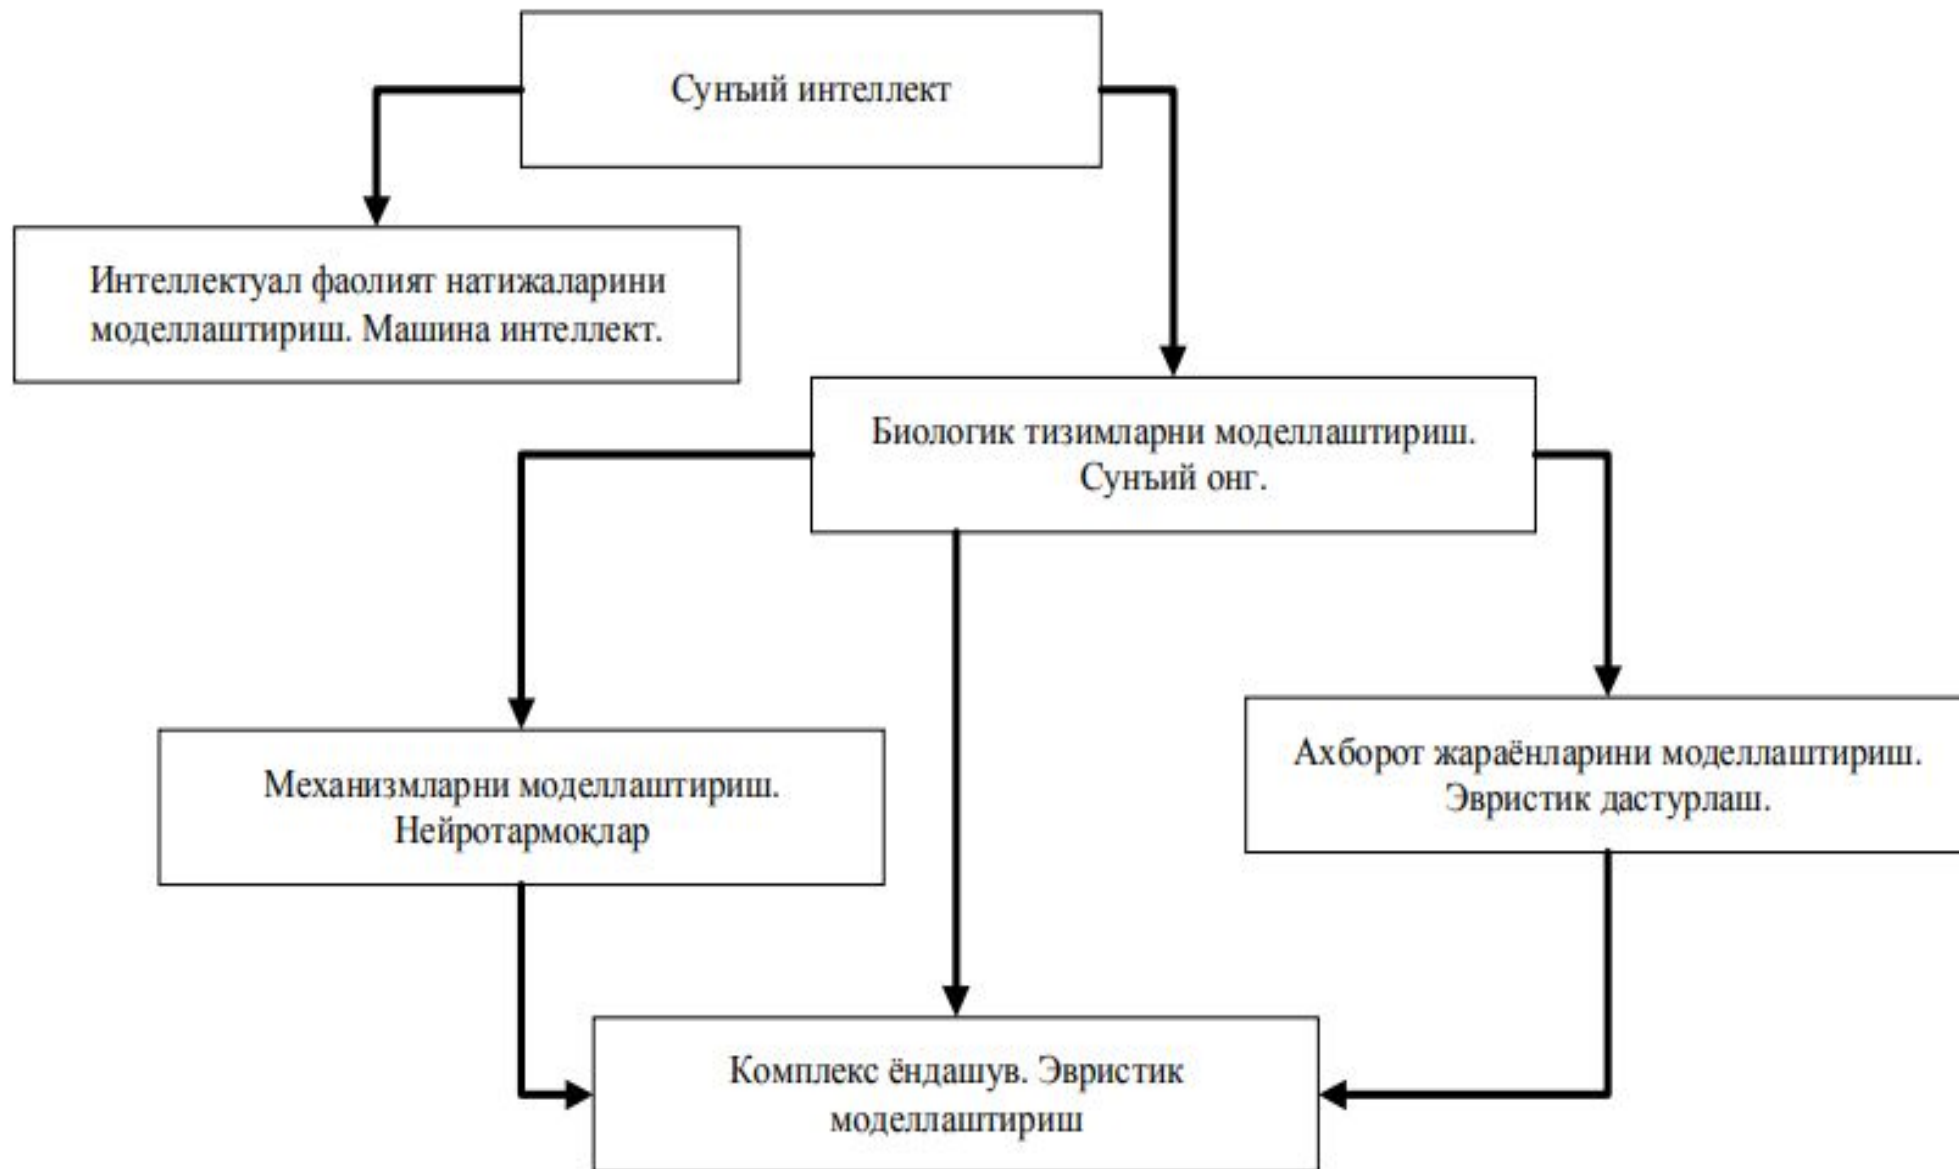 Сунъий интеллект
Интеллектуал фаолият натижаларини
моделлаштириш. Машина интеллект.
Биологик тизимларни моделлаштириш.
Сунъий онг.
Механизмларни моделлаштириш.
Нейротармоқлар
Ахборот жараёнларини моделлаштириш.
Эвристик дастурлаш.
Комплекс ёндашув. Эвристик
моделлаштириш